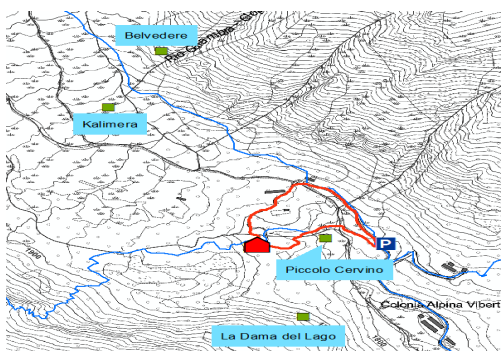 Belvedere
Kalimera
P
Piccolo Cervino
Colonia Alpina Vibert
La Dama del Lago